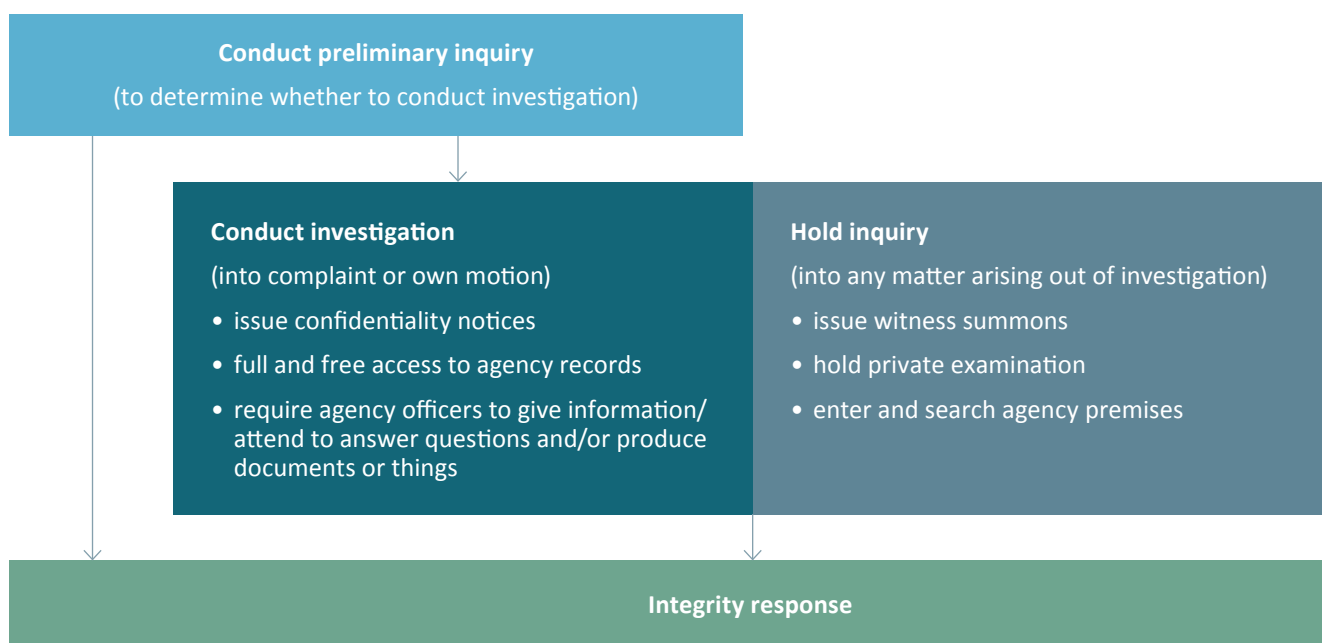 Conduct preliminary inquiry
(to determine whether to conduct investigation)
Conduct investigation
(into complaint or own motion)
• issue confidentiality notices
• full and free access to agency records
• require agency officers to give information/
attend to answer questions and/or produce
documents or things
Hold inquiry
(into any matter arising out of investigation)
• issue witness summons
• hold private examination
• enter and search agency premises
Integrity response